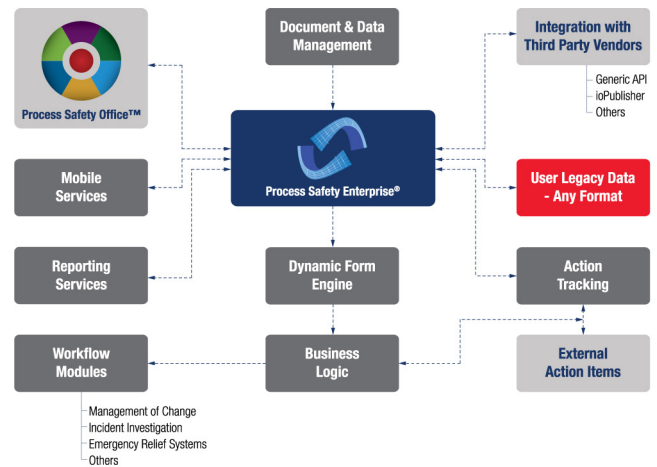 Document & Data
Management
Integration with
Third Party Vendors
Generic API
ioPublisher
Others
Process Safety Office™
Process Safety Enterprise®
Mobile
Services
User Legacy Data
- Any Format
Reporting
Services
Dynamic Form
Engine
Action
Tracking
Workflow
Modules
Business
Logic
External
Action Items
Management of Change
Incident Investigation
Emergency Relief Systems
Others